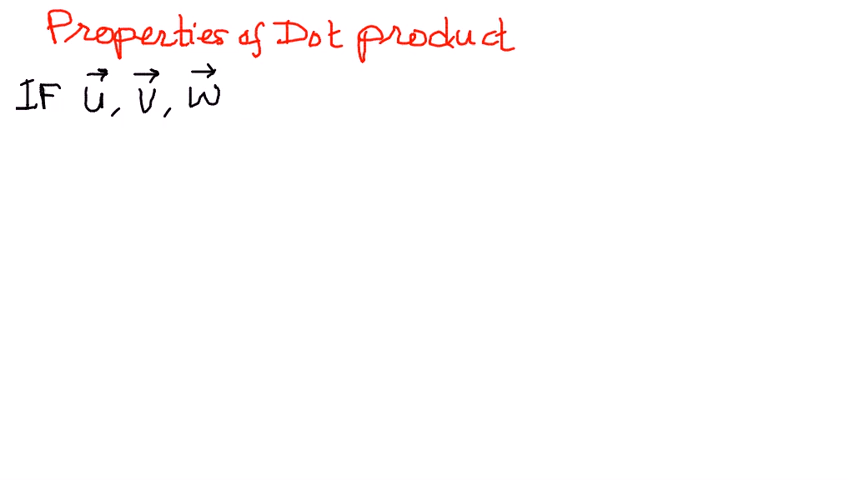 Properties of Dot product
IF u⃗, v⃗, w⃗